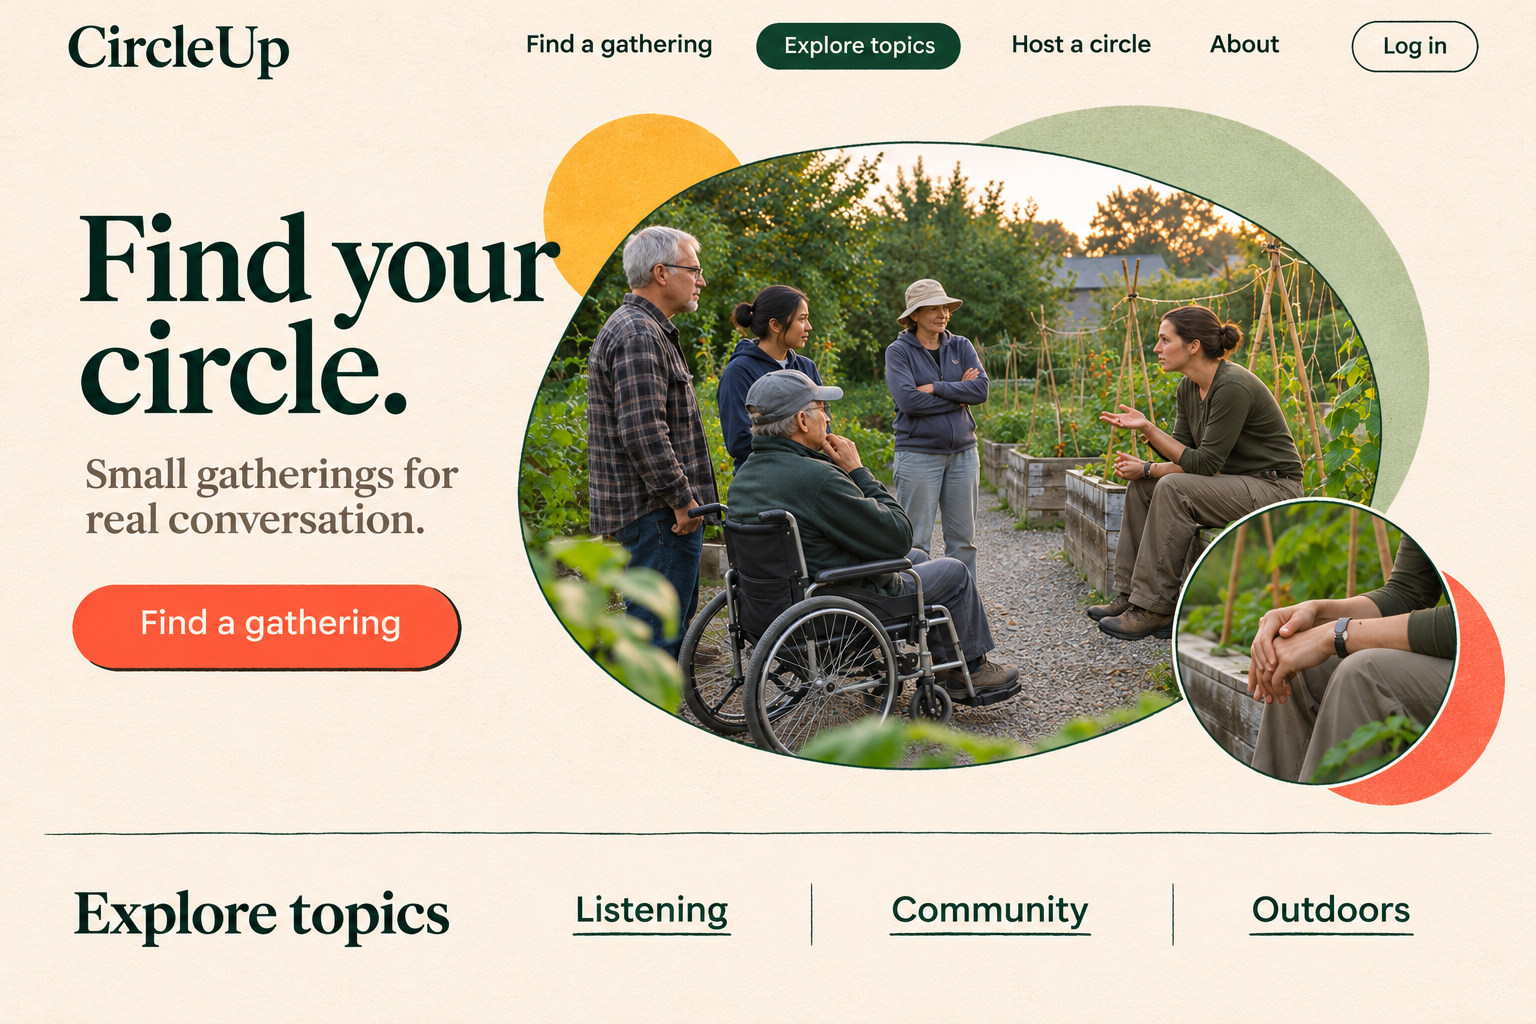 CircleUp
Find a gathering
Explore topics
Host a circle
About
Log in
Find your
circle.
Small gatherings for
real conversation.
Find a gathering
Explore topics
Listening
Community
Outdoors